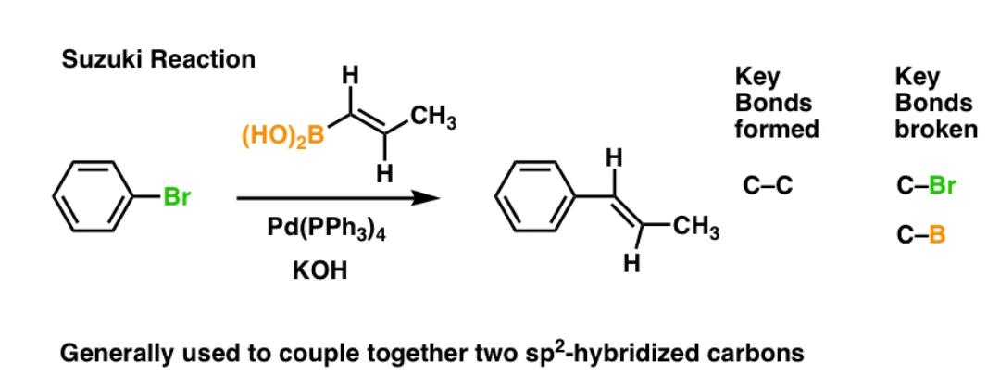 Suzuki Reaction
H
(HO)₂B
CH₃
H
Br
Pd(PPh₃)₄
KOH
H
CH₃
H
Key
Bonds
formed
C–C
Key
Bonds
broken
C–Br
C–B
Generally used to couple together two sp²-hybridized carbons